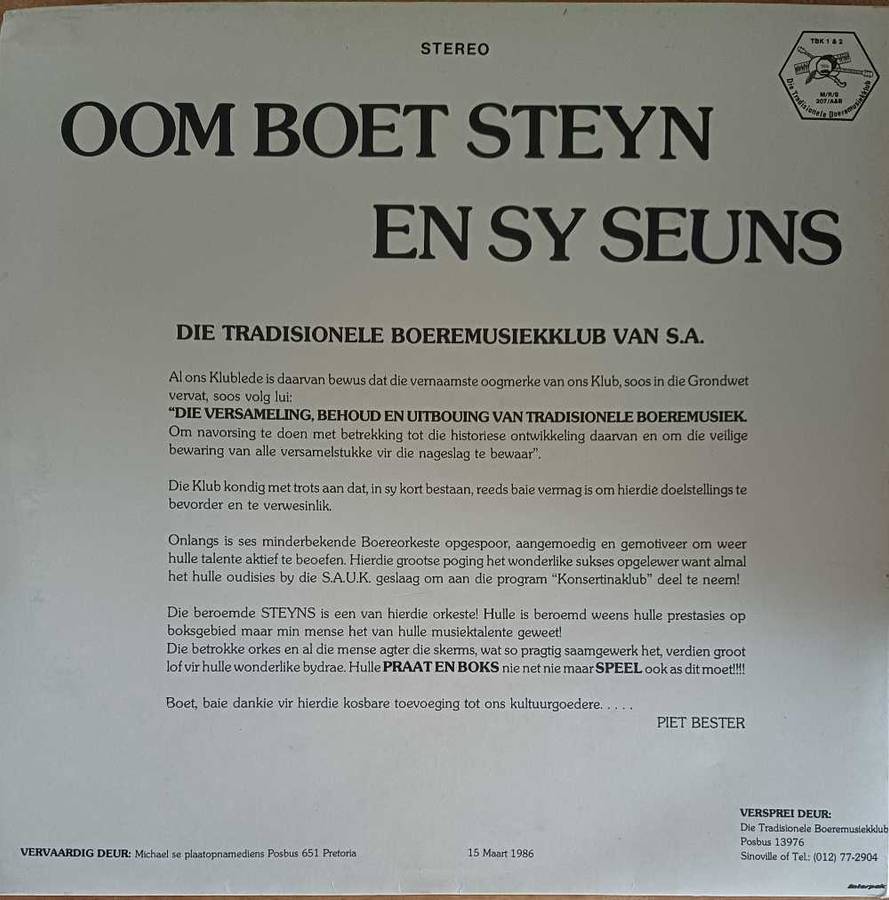 STEREO
TBK 1 & 2
M/R/S
207/A&B
Die Tradisionele Boeremusiekklub
OOM BOET STEYN
EN SY SEUNS
DIE TRADISIONELE BOEREMUSIEKKLUB VAN S.A.
Al ons Klublede is daarvan bewus dat die vernaamste oogmerke van ons Klub, soos in die Grondwet
vervat, soos volg lui:
"DIE VERSAMELING, BEHOUD EN UITBOUING VAN TRADISIONELE BOEREMUSIEK.
Om navorsing te doen met betrekking tot die historiese ontwikkeling daarvan en om die veilige
bewaring van alle versamelstukke vir die nageslag te bewaar".
Die Klub kondig met trots aan dat, in sy kort bestaan, reeds baie vermag is om hierdie doelstellings te
bevorder en te verwesinlik.
Onlangs is ses minderbekende Boereorkeste opgespoor, aangemoedig en gemotiveer om weer
hulle talente aktief te beoefen. Hierdie grootse poging het wonderlike sukses opgelewer want almal
het hulle oudisies by die S.A.U.K. geslaag om aan die program "Konsertinaklub" deel te neem!
Die beroemde STEYNS is een van hierdie orkeste! Hulle is beroemd weens hulle prestasies op
boksgebied maar min mense het van hulle musiektalente geweet!
Die betrokke orkes en al die mense agter die skerms, wat so pragtig saamgewerk het, verdien groot
lof vir hulle wonderlike bydrae. Hulle PRAAT EN BOKS nie net nie maar SPEEL ook as dit moet!!!!
Boet, baie dankie vir hierdie kosbare toevoeging tot ons kultuurgoedere. . . . .
PIET BESTER
VERSPREI DEUR:
Die Tradisionele Boeremusiekklub
Posbus 13976
Sinoville of Tel.: (012) 77-2904
VERVAARDIG DEUR: Michael se plaatopnamediens Posbus 651 Pretoria
15 Maart 1986
Interpak